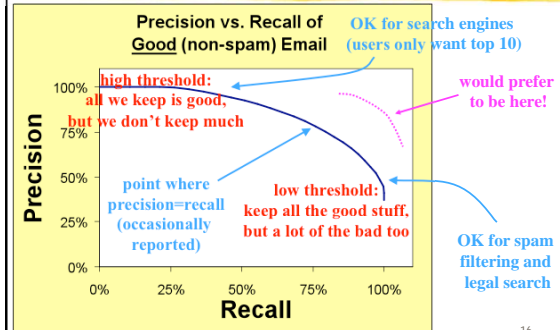 Precision vs. Recall of
Good (non-spam) Email
OK for search engines
(users only want top 10)
would prefer
to be here!
high threshold:
all we keep is good,
but we don't keep much
point where
precision=recall
(occasionally
reported)
low threshold:
keep all the good stuff,
but a lot of the bad too
OK for spam
filtering and
legal search
Precision
100%
75%
50%
25%
0%
0% 25% 50% 75% 100%
Recall